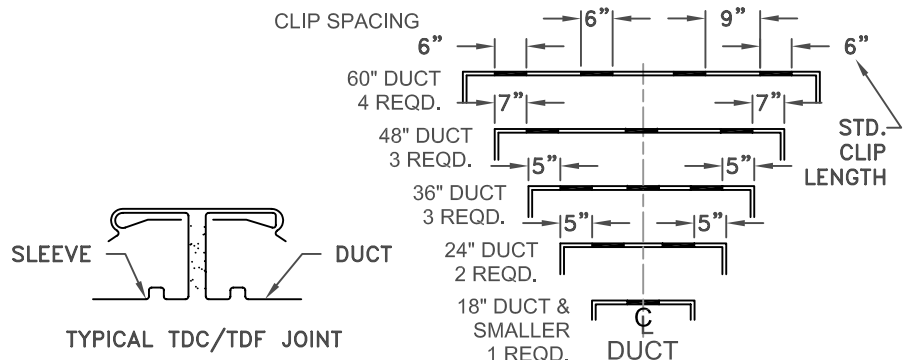 CLIP SPACING
6” 9”
6” 6”
60" DUCT
4 REQD.
7” 7”
48" DUCT
3 REQD.
STD.
CLIP
LENGTH
5” 5”
36" DUCT
3 REQD.
5” 5”
24" DUCT
2 REQD.
SLEEVE DUCT
18" DUCT &
SMALLER
1 REQD.
CL
DUCT
TYPICAL TDC/TDF JOINT